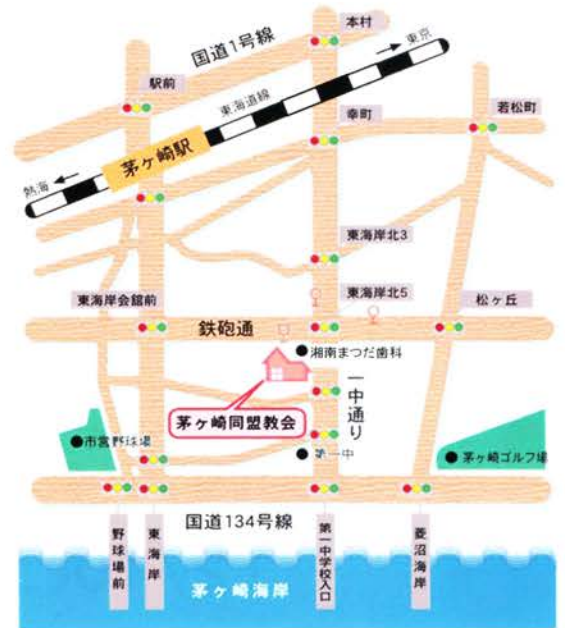 本村
国道1号線
東京
駅前
東海道線
若松町
幸町
茅ヶ崎駅
熱海
東海岸北3
東海岸会館前
東海岸北5
松ヶ丘
鉄砲通
湘南まつだ歯科
一中通り
茅ヶ崎同盟教会
市営野球場
第一中
茅ヶ崎ゴルフ場
国道134号線
野球場前
東海岸
第一中学校入口
菱沼海岸
茅ヶ崎海岸